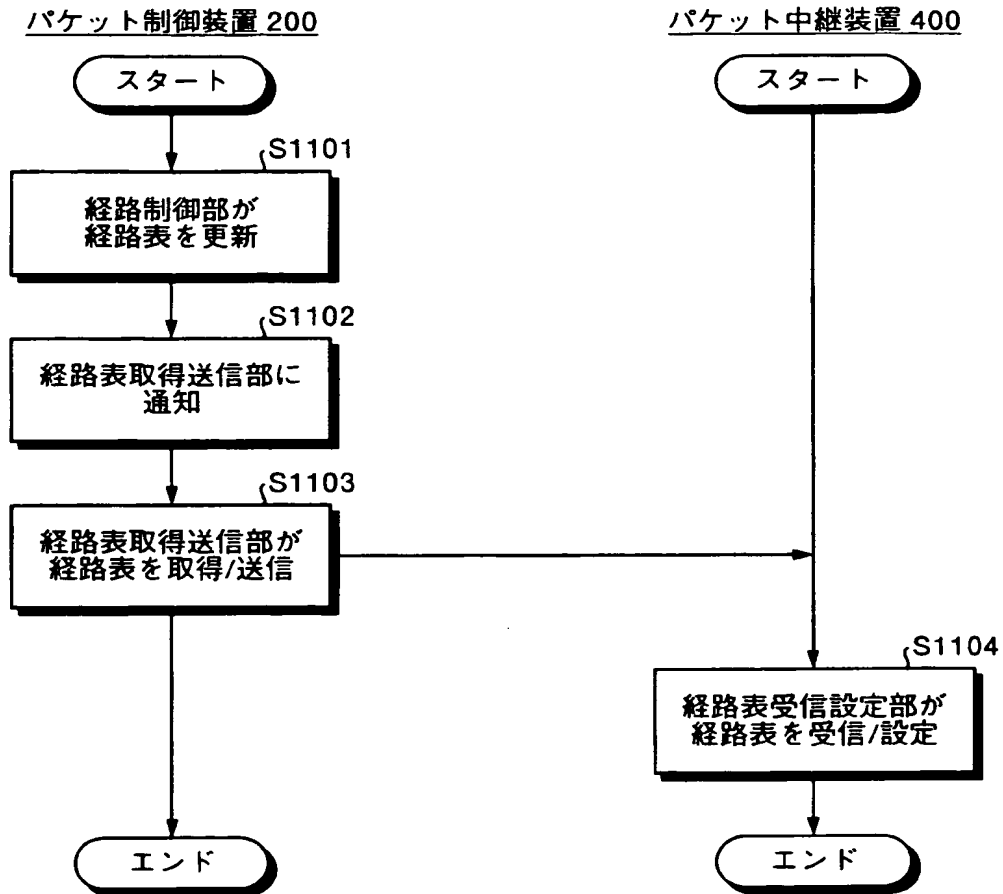 パケット制御装置 200
スタート
S1101
経路制御部が
経路表を更新
S1102
経路表取得送信部に
通知
S1103
経路表取得送信部が
経路表を取得/送信
エンド
パケット中継装置 400
スタート
S1104
経路表受信設定部が
経路表を受信/設定
エンド